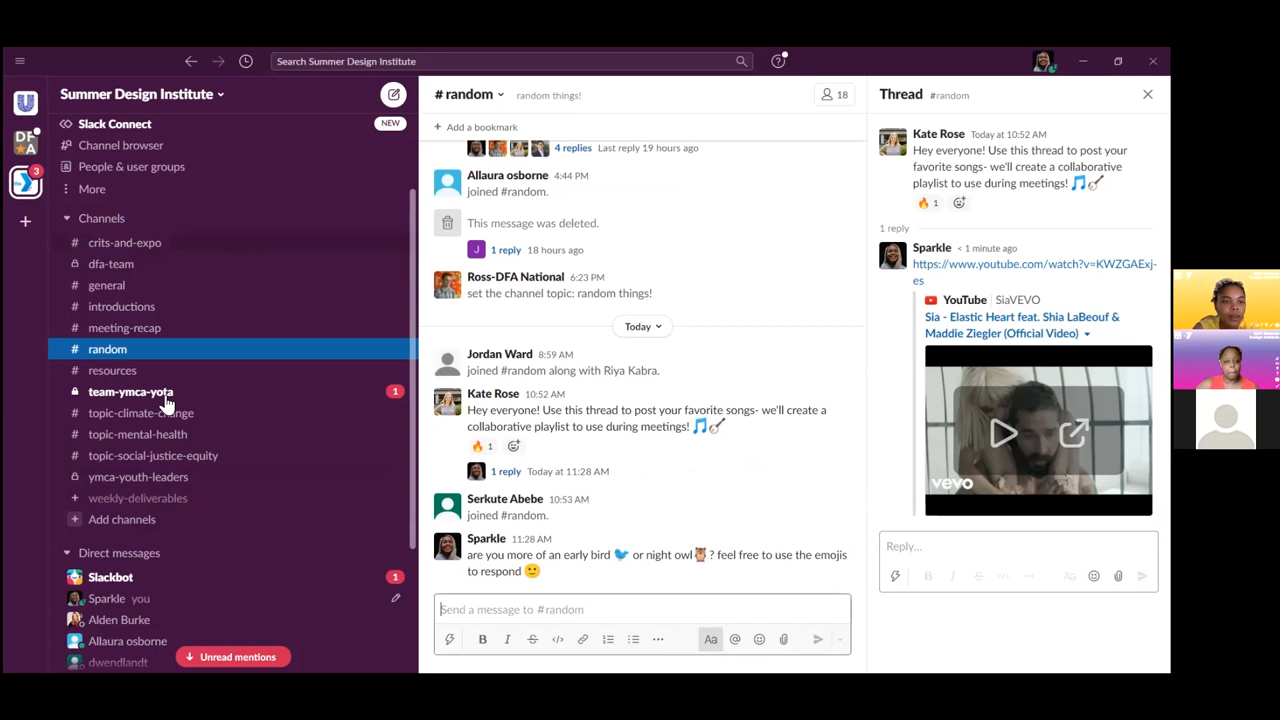 Search Summer Design Institute
Summer Design Institute
Slack Connect
NEW
Channel browser
People & user groups
More
3
DF
A
Channels
# crits-and-expo
dfa-team
# general
# introductions
# meeting-recap
# random
# resources
team-ymca-yota
1
# topic-climate-change
# topic-mental-health
# topic-social-justice-equity
ymca-youth-leaders
+ weekly-deliverables
+ Add channels
Direct messages
Slackbot
1
Sparkle you
Alden Burke
Allaura osborne
dwendlandt
Unread mentions
# random
random things!
18
+ Add a bookmark
4 replies Last reply 19 hours ago
Allaura osborne 4:44 PM
joined #random.
This message was deleted.
J
1 reply 18 hours ago
Ross-DFA National 6:23 PM
set the channel topic: random things!
Today
Jordan Ward 8:59 AM
joined #random along with Riya Kabra.
Kate Rose 10:52 AM
Hey everyone! Use this thread to post your favorite songs- we'll create a
collaborative playlist to use during meetings! 🎵🪕
🔥 1
1 reply Today at 11:28 AM
Serkute Abebe 10:53 AM
joined #random.
Sparkle 11:28 AM
are you more of an early bird 🐦 or night owl🦉? feel free to use the emojis
to respond 🙂
Send a message to #random
B I S </> Aa @
Thread #random
Kate Rose Today at 10:52 AM
Hey everyone! Use this thread to post your
favorite songs- we'll create a collaborative
playlist to use during meetings! 🎵🪕
🔥 1
1 reply
Sparkle < 1 minute ago
https://www.youtube.com/watch?v=KWZGAExj-
es
YouTube | SiaVEVO
Sia - Elastic Heart feat. Shia LaBeouf &
Maddie Ziegler (Official Video)
vevo
Reply...
B I S </> Aa